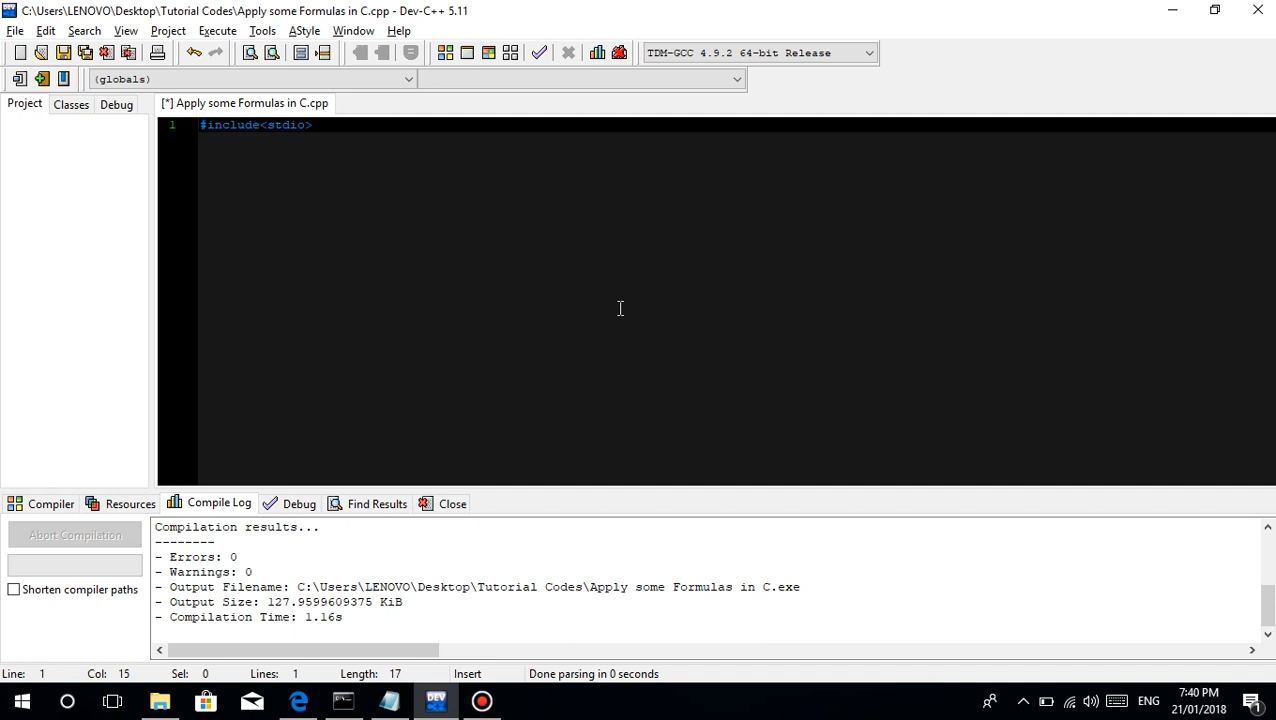 C:\Users\LENOVO\Desktop\Tutorial Codes\Apply some Formulas in C.cpp - Dev-C++ 5.11
File Edit Search View Project Execute Tools AStyle Window Help
TDM-GCC 4.9.2 64-bit Release
(globals)
Project Classes Debug [*] Apply some Formulas in C.cpp
1 #include<stdio>
Compiler Resources Compile Log Debug Find Results Close
Abort Compilation
Shorten compiler paths
Compilation results...
--------
- Errors: 0
- Warnings: 0
- Output Filename: C:\Users\LENOVO\Desktop\Tutorial Codes\Apply some Formulas in C.exe
- Output Size: 127.9599609375 KiB
- Compilation Time: 1.16s
Line: 1 Col: 15 Sel: 0 Lines: 1 Length: 17 Insert Done parsing in 0 seconds
DEV
ENG
7:40 PM
21/01/2018
1